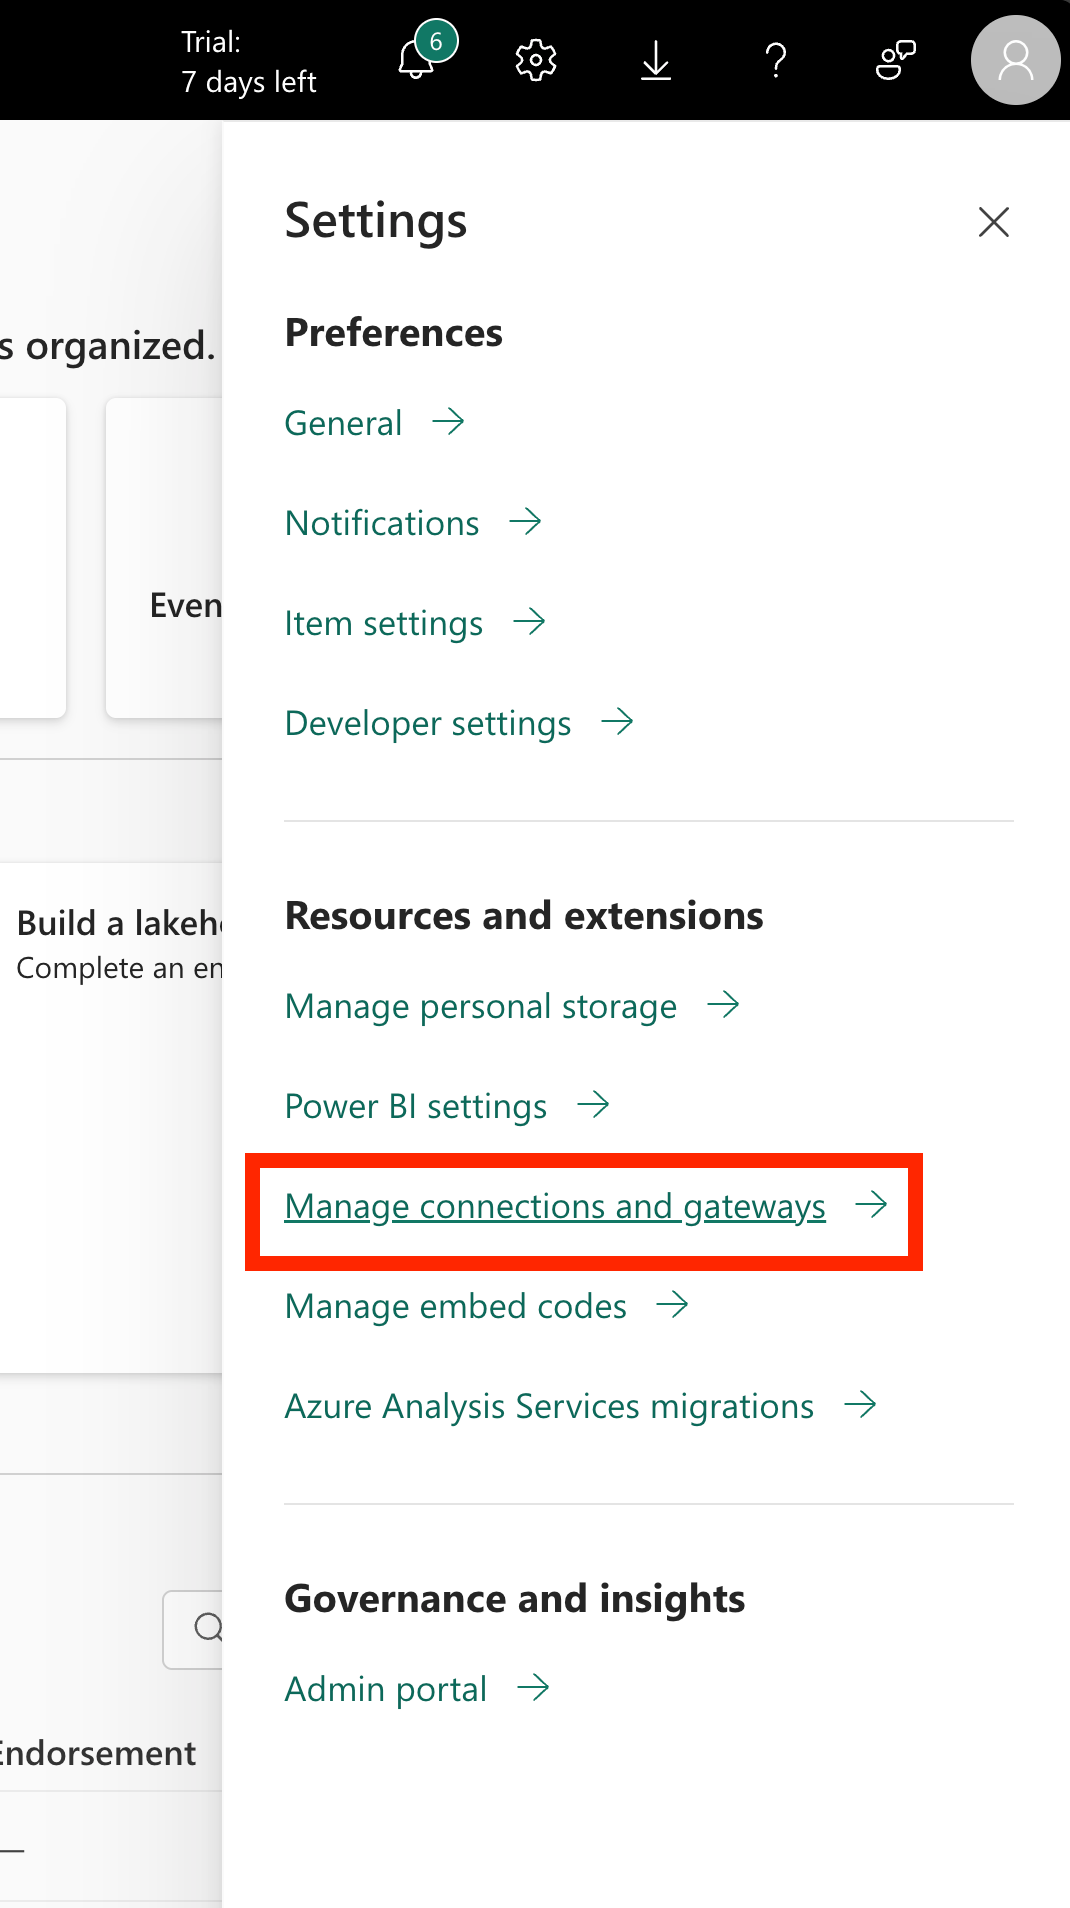 Trial:
7 days left
6
Settings
Preferences
General
Notifications
Item settings
Developer settings
Resources and extensions
Manage personal storage
Power BI settings
Manage connections and gateways
Manage embed codes
Azure Analysis Services migrations
Governance and insights
Admin portal
s organized.
Even
Build a lakeh
Complete an en
Endorsement
—